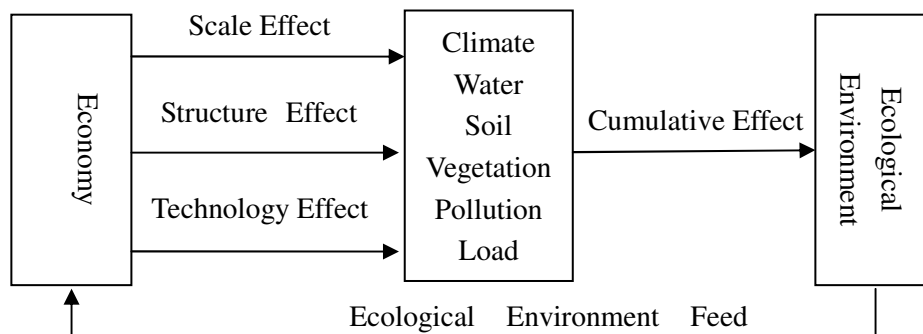 Economy
Scale Effect
Structure Effect
Technology Effect
Climate
Water
Soil
Vegetation
Pollution
Load
Cumulative Effect
Ecological
Environment
Ecological Environment Feed